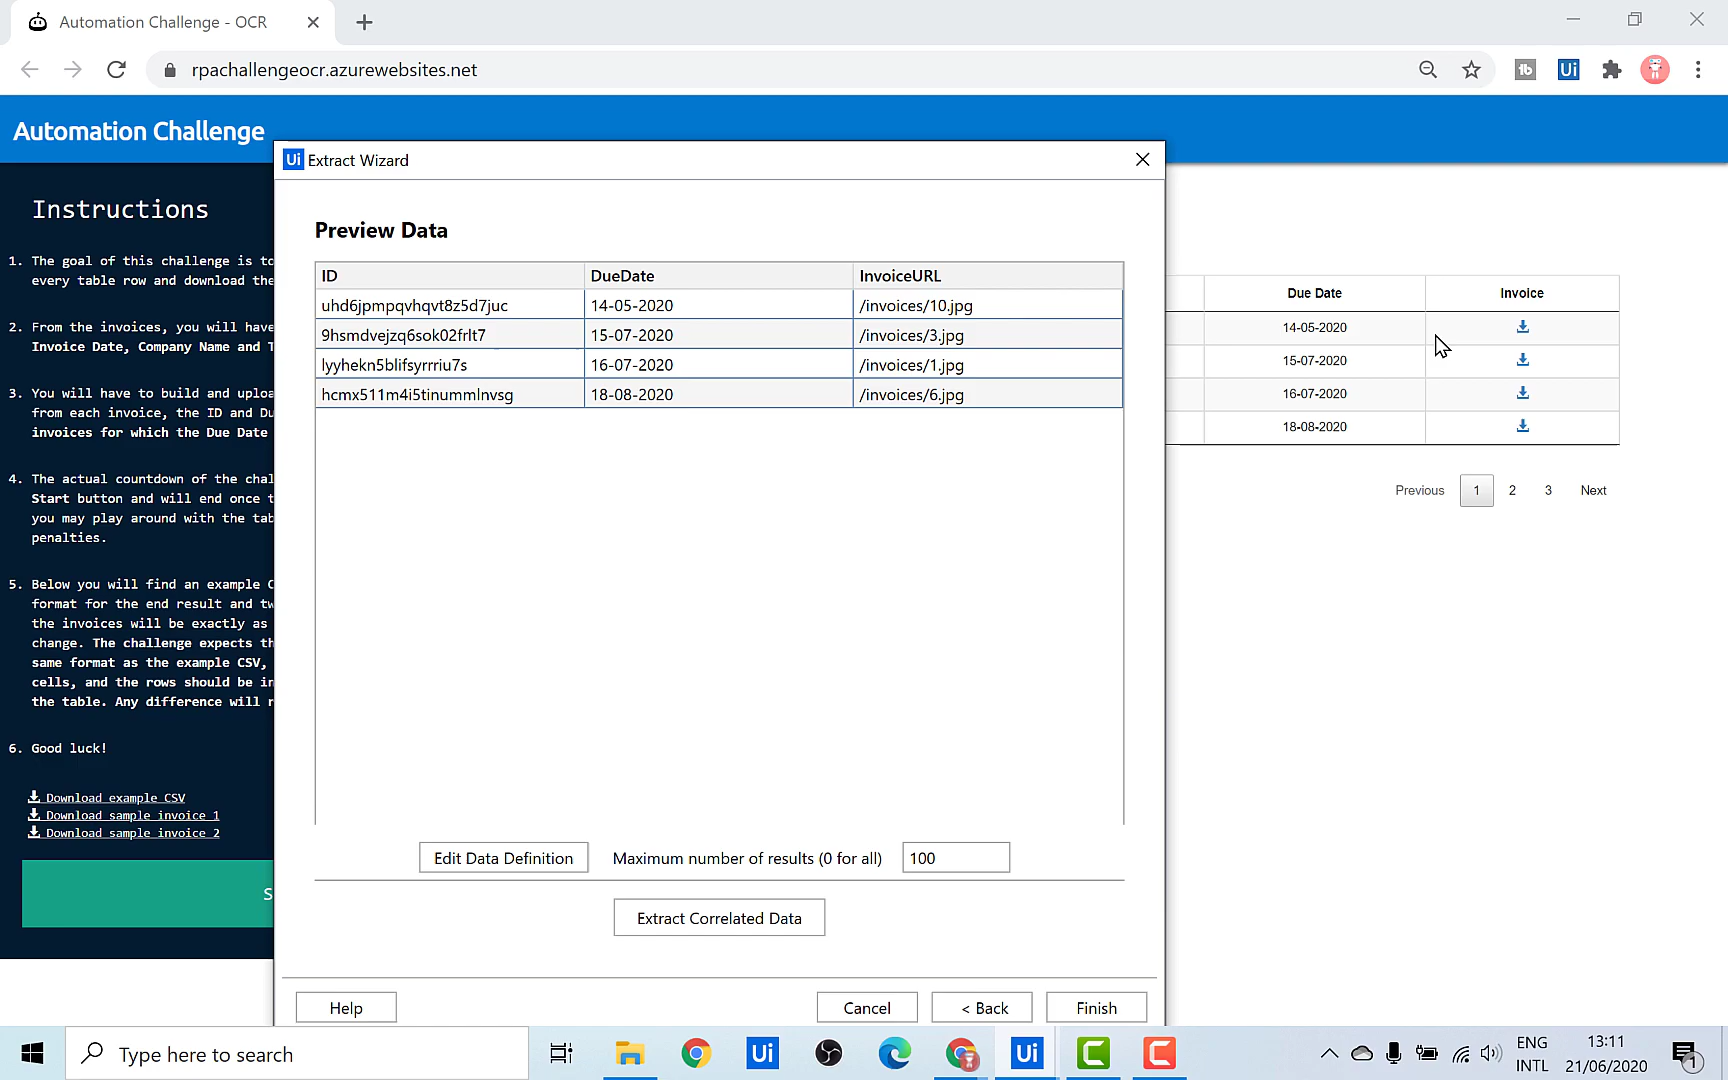 Automation Challenge - OCR
rpachallengeocr.azurewebsites.net
Automation Challenge
Instructions
1. The goal of this challenge is to
every table row and download the
2. From the invoices, you will have
Invoice Date, Company Name and T
3. You will have to build and uploa
from each invoice, the ID and Du
invoices for which the Due Date
4. The actual countdown of the chal
Start button and will end once t
you may play around with the tab
penalties.
5. Below you will find an example C
format for the end result and tw
the invoices will be exactly as
change. The challenge expects th
same format as the example CSV,
cells, and the rows should be in
the table. Any difference will r
6. Good luck!
Download example CSV
Download sample invoice 1
Download sample invoice 2
S
Ui Extract Wizard
Preview Data
ID DueDate InvoiceURL
uhd6jpmpqvhqvt8z5d7juc 14-05-2020 /invoices/10.jpg
9hsmdvejzq6sok02frlt7 15-07-2020 /invoices/3.jpg
lyyhekn5blifsyrrriu7s 16-07-2020 /invoices/1.jpg
hcmx511m4i5tinummlnvsg 18-08-2020 /invoices/6.jpg
Edit Data Definition Maximum number of results (0 for all) 100
Extract Correlated Data
Help Cancel < Back Finish
Due Date Invoice
14-05-2020
15-07-2020
16-07-2020
18-08-2020
Previous 1 2 3 Next
Type here to search
ENG
INTL
13:11
21/06/2020
1